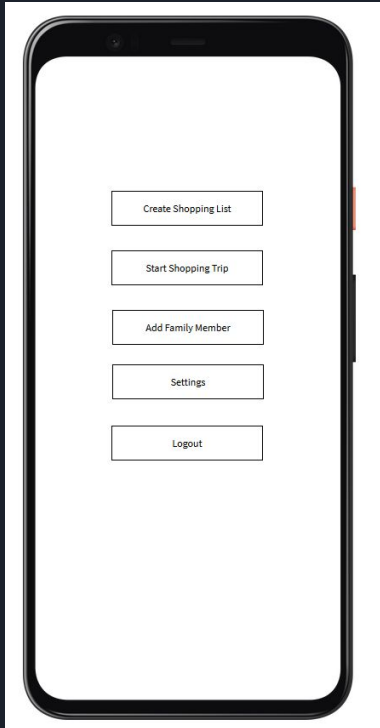 Create Shopping List
Start Shopping Trip
Add Family Member
Settings
Logout